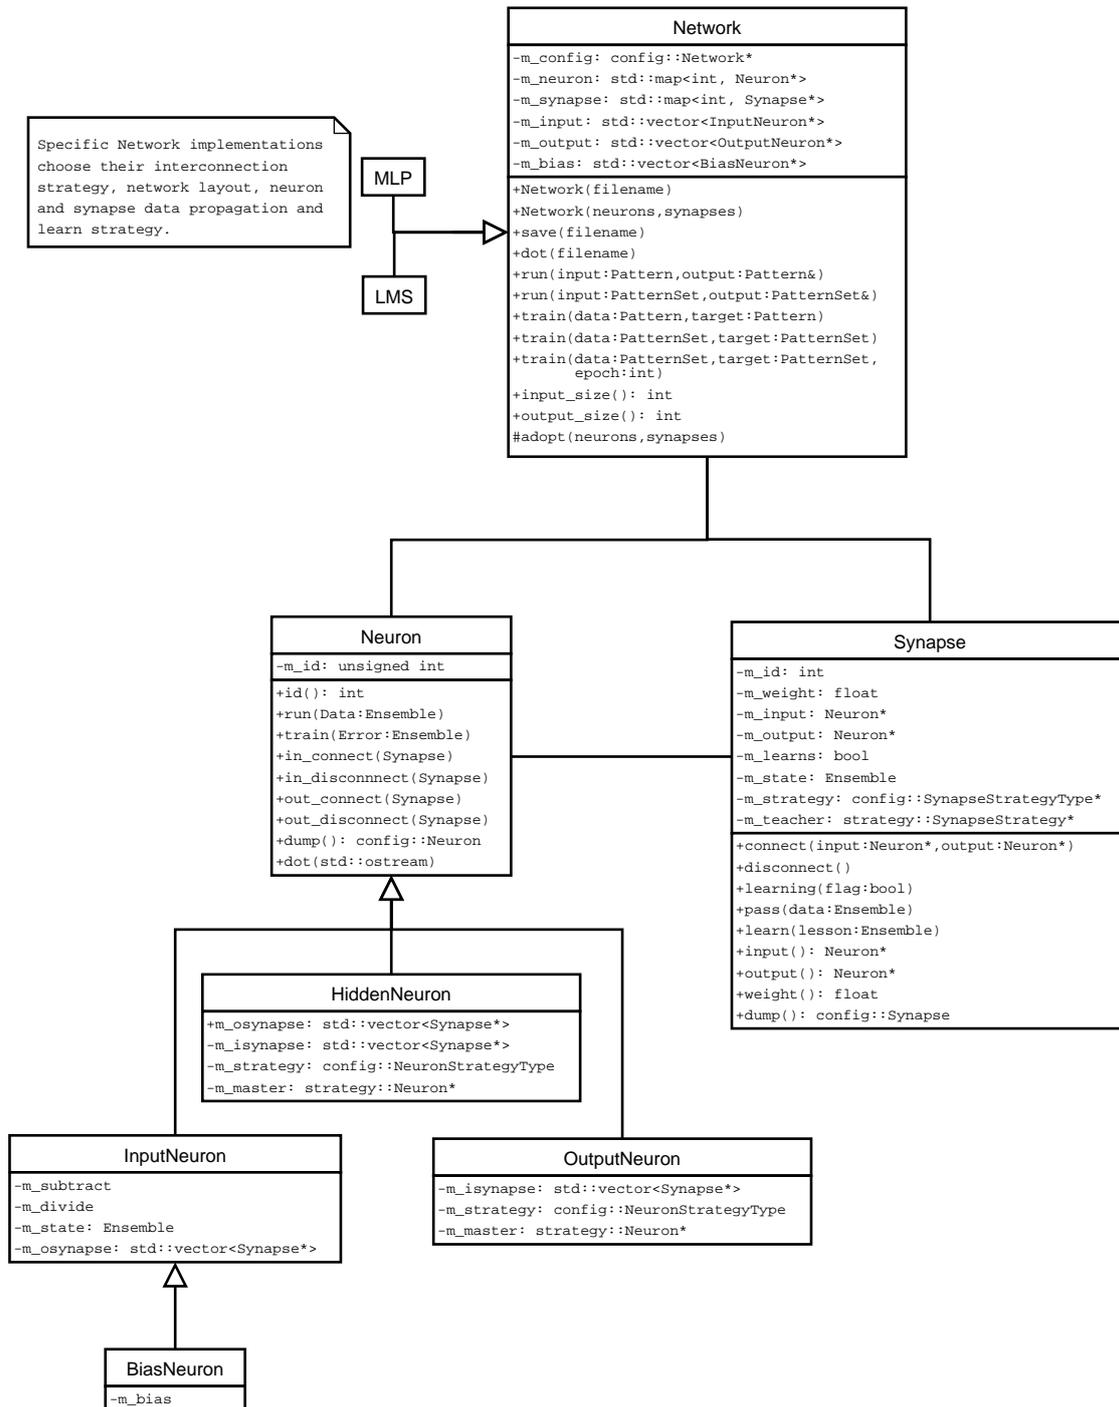 Network
-m_config: config::Network*
-m_neuron: std::map<int, Neuron*>
-m_synapse: std::map<int, Synapse*>
-m_input: std::vector<InputNeuron*>
-m_output: std::vector<OutputNeuron*>
-m_bias: std::vector<BiasNeuron*>
+Network(filename)
+Network(neurons,synapses)
+save(filename)
+dot(filename)
+run(input:Pattern,output:Pattern&)
+run(input:PatternSet,output:PatternSet&)
+train(data:Pattern,target:Pattern)
+train(data:PatternSet,target:PatternSet)
+train(data:PatternSet,target:PatternSet,
epoch:int)
+input_size(): int
+output_size(): int
#adopt(neurons,synapses)
Specific Network implementations
choose their interconnection
strategy, network layout, neuron
and synapse data propagation and
learn strategy.
MLP
LMS
Neuron
-m_id: unsigned int
+id(): int
+run(Data:Ensemble)
+train(Error:Ensemble)
+in_connect(Synapse)
+in_disconnnect(Synapse)
+out_connect(Synapse)
+out_disconnect(Synapse)
+dump(): config::Neuron
+dot(std::ostream)
Synapse
-m_id: int
-m_weight: float
-m_input: Neuron*
-m_output: Neuron*
-m_learns: bool
-m_state: Ensemble
-m_strategy: config::SynapseStrategyType*
-m_teacher: strategy::SynapseStrategy*
+connect(input:Neuron*,output:Neuron*)
+disconnect()
+learning(flag:bool)
+pass(data:Ensemble)
+learn(lesson:Ensemble)
+input(): Neuron*
+output(): Neuron*
+weight(): float
+dump(): config::Synapse
HiddenNeuron
+m_osynapse: std::vector<Synapse*>
-m_isynapse: std::vector<Synapse*>
-m_strategy: config::NeuronStrategyType
-m_master: strategy::Neuron*
InputNeuron
-m_subtract
-m_divide
-m_state: Ensemble
-m_osynapse: std::vector<Synapse*>
OutputNeuron
-m_isynapse: std::vector<Synapse*>
-m_strategy: config::NeuronStrategyType
-m_master: strategy::Neuron*
BiasNeuron
-m_bias